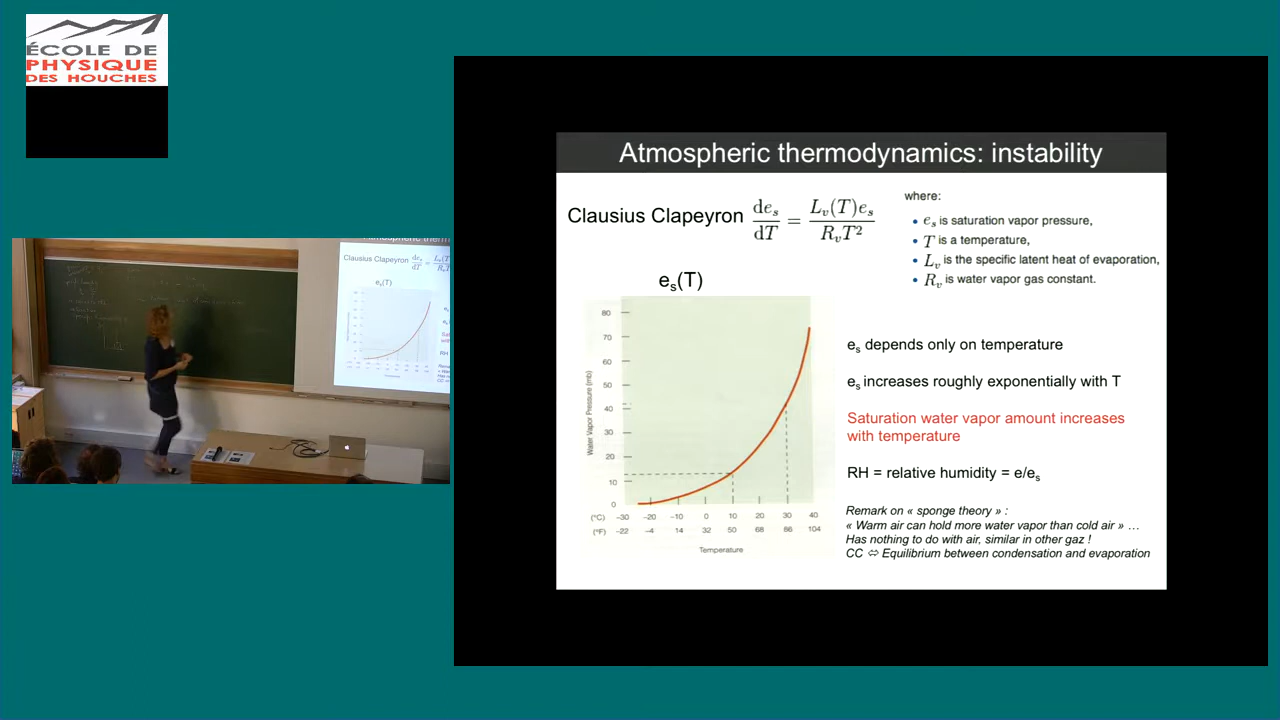 ÉCOLE DE
PHYSIQUE
DES HOUCHES
Atmospheric thermodynamics: instability
Clausius Clapeyron de_s/dT = L_v(T)e_s / R_vT²
where:
• e_s is saturation vapor pressure,
• T is a temperature,
• L_v is the specific latent heat of evaporation,
• R_v is water vapor gas constant.
e_s(T)
80
70
60
50
40
30
20
10
0
Water Vapor Pressure (mb)
(°C) -30 -20 -10 0 10 20 30 40
(°F) -22 -4 14 32 50 68 86 104
Temperature
e_s depends only on temperature
e_s increases roughly exponentially with T
Saturation water vapor amount increases
with temperature
RH = relative humidity = e/e_s
Remark on « sponge theory » :
« Warm air can hold more water vapor than cold air » …
Has nothing to do with air, similar in other gaz !
CC ⇔ Equilibrium between condensation and evaporation
Clausius Clapeyron
e_s(T)